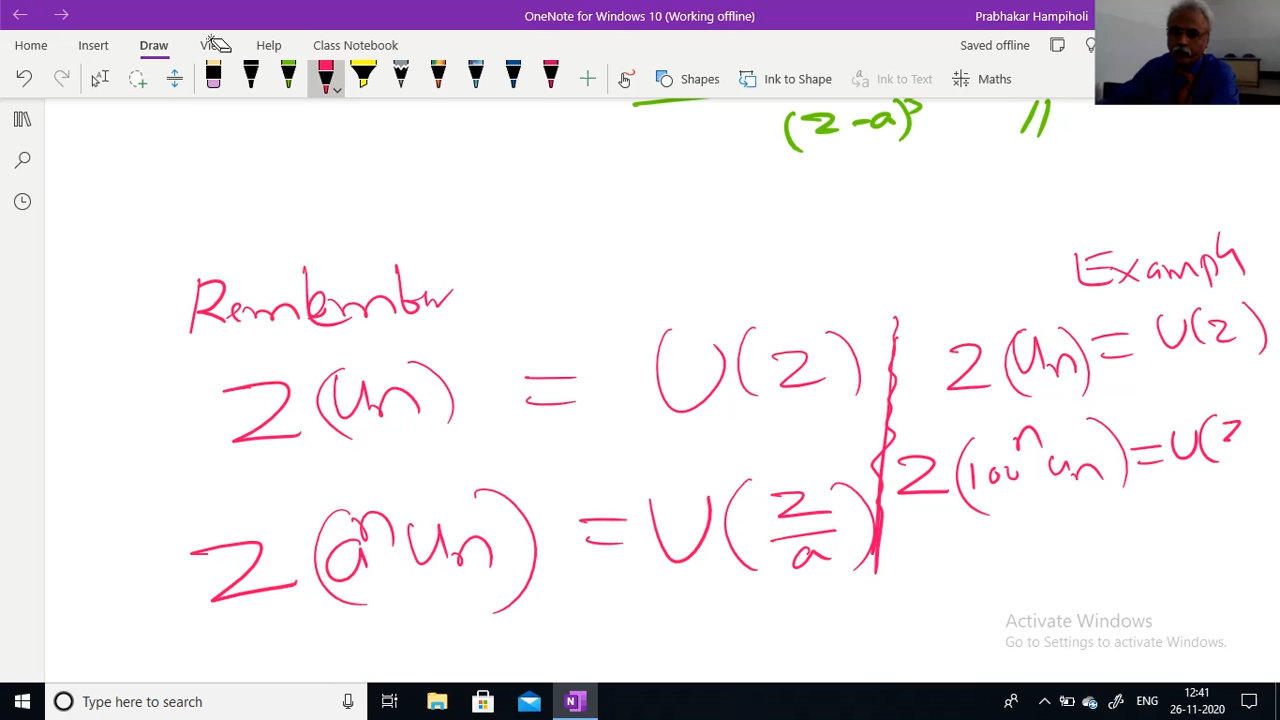 OneNote for Windows 10 (Working offline)
Prabhakar Hampiholi
Home Insert Draw Help Class Notebook Saved offline
Shapes Ink to Shape Ink to Text Maths
(z-a)³ //
Remember
Z(Un) = U(z)
Z(aⁿ Un) = U(z/a)
Example
Z(Un) = U(z)
Z(100ⁿ un) = U(z
Activate Windows
Go to Settings to activate Windows.
Type here to search
ENG
12:41
26-11-2020